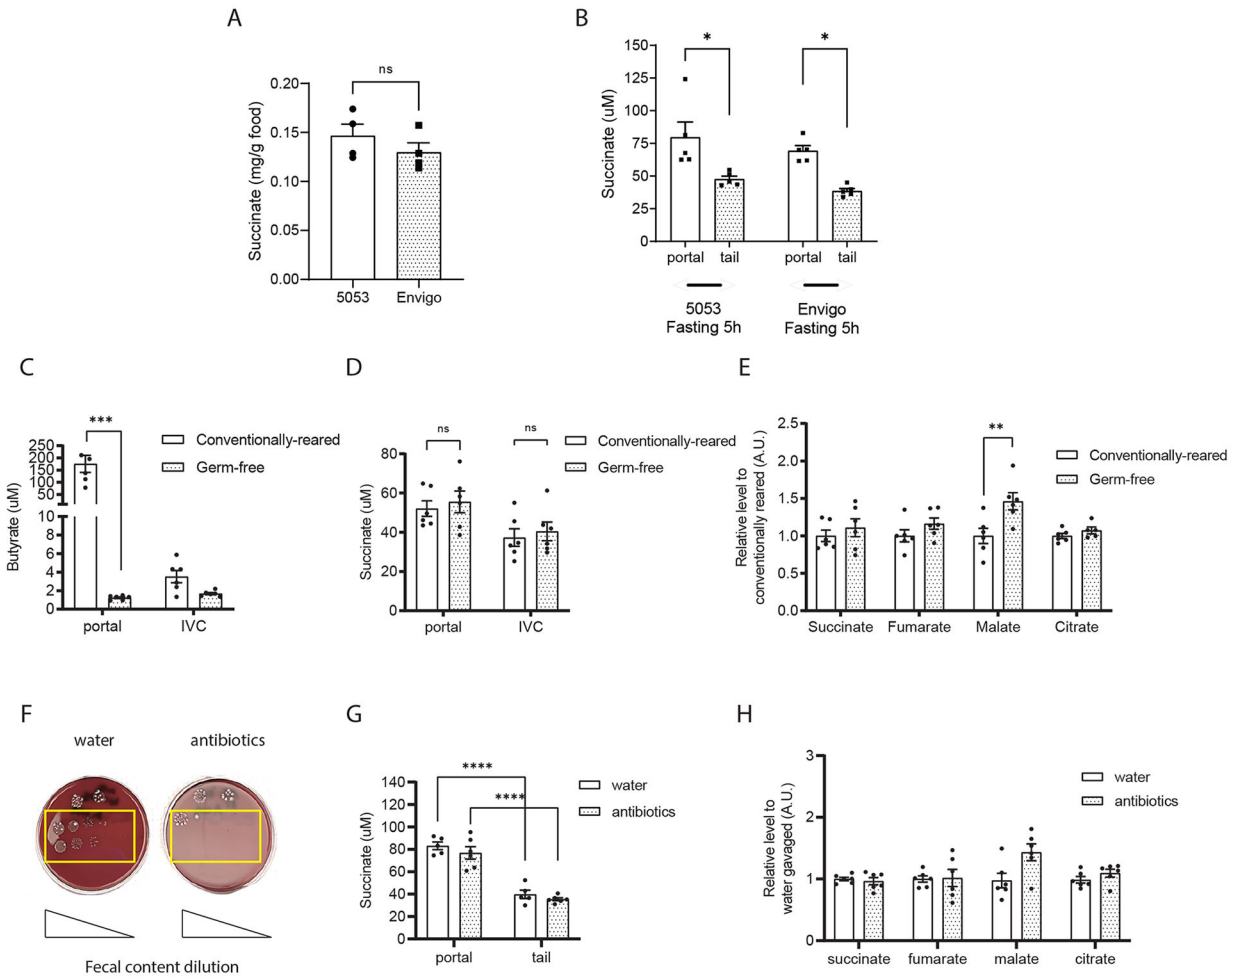 A
ns
Succinate (mg/g food)
0.20
0.15
0.10
0.05
0.00
5053
Envigo
B
*
*
Succinate (uM)
150
125
100
75
50
25
0
portal
tail
portal
tail
5053
Fasting 5h
Envigo
Fasting 5h
C
***
Conventionally-reared
Germ-free
Butyrate (uM)
250
200
150
100
50
10
8
6
4
2
0
portal
IVC
D
ns
ns
Conventionally-reared
Germ-free
Succinate (uM)
80
60
40
20
0
portal
IVC
E
**
Conventionally-reared
Germ-free
Relative level to
conventionally reared (A.U.)
2.5
2.0
1.5
1.0
0.5
0.0
Succinate
Fumarate
Malate
Citrate
F
water
antibiotics
Fecal content dilution
G
****
****
water
antibiotics
Succinate (uM)
140
120
100
80
60
40
20
0
portal
tail
H
water
antibiotics
Relative level to
water gavaged (A.U.)
3
2
1
0
succinate
fumarate
malate
citrate